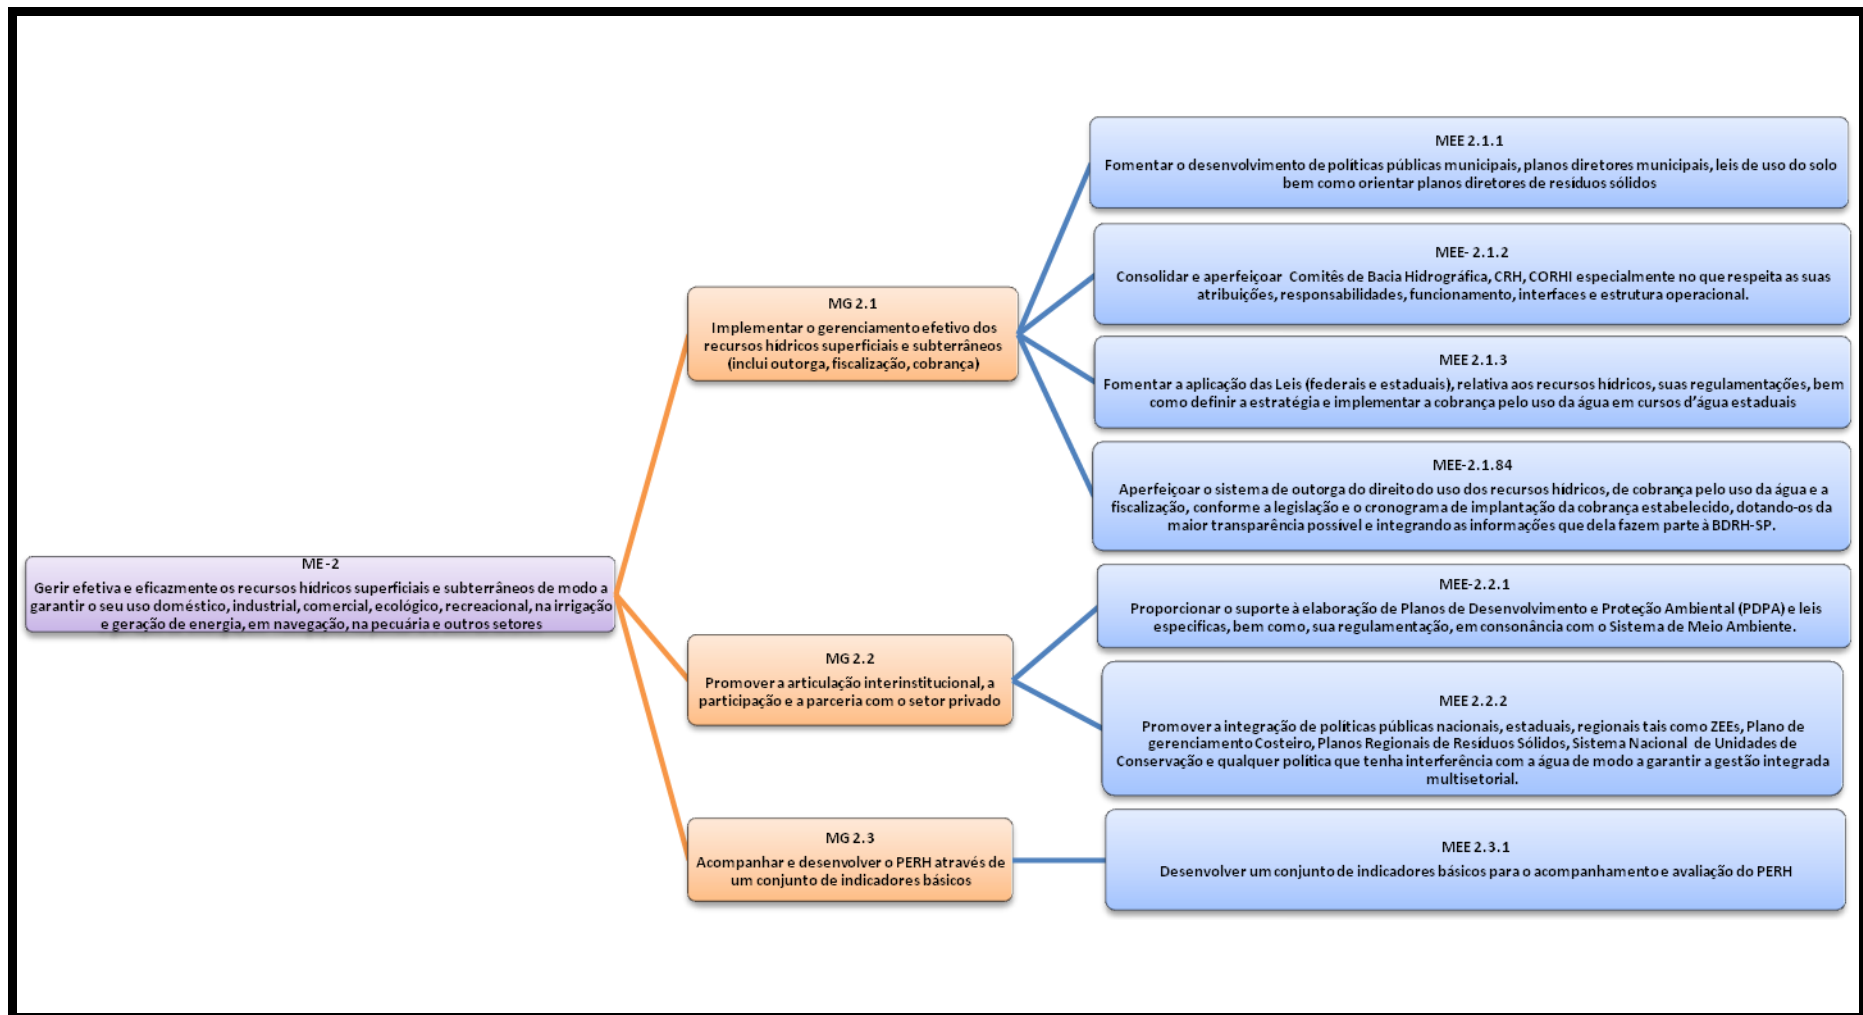 ME-2
Gerir efetiva e eficazmente os recursos hídricos superficiais e subterrâneos de modo a
garantir o seu uso doméstico, industrial, comercial, ecológico, recreacional, na irrigação
e geração de energia, em navegação, na pecuária e outros setores
MG 2.1
Implementar o gerenciamento efetivo dos
recursos hídricos superficiais e subterrâneos
(inclui outorga, fiscalização, cobrança)
MEE 2.1.1
Fomentar o desenvolvimento de políticas públicas municipais, planos diretores municipais, leis de uso do solo
bem como orientar planos diretores de resíduos sólidos
MEE- 2.1.2
Consolidar e aperfeiçoar Comitês de Bacia Hidrográfica, CRH, CORHI especialmente no que respeita as suas
atribuições, responsabilidades, funcionamento, interfaces e estrutura operacional.
MEE 2.1.3
Fomentar a aplicação das Leis (federais e estaduais), relativa aos recursos hídricos, suas regulamentações, bem
como definir a estratégia e implementar a cobrança pelo uso da água em cursos d'água estaduais
MEE-2.1.84
Aperfeiçoar o sistema de outorga do direito do uso dos recursos hídricos, de cobrança pelo uso da água e a
fiscalização, conforme a legislação e o cronograma de implantação da cobrança estabelecido, dotando-os da
maior transparência possível e integrando as informações que dela fazem parte à BDRH-SP.
MG 2.2
Promover a articulação interinstitucional, a
participação e a parceria com o setor privado
MEE-2.2.1
Proporcionar o suporte à elaboração de Planos de Desenvolvimento e Proteção Ambiental (PDPA) e leis
especificas, bem como, sua regulamentação, em consonância com o Sistema de Meio Ambiente.
MEE 2.2.2
Promover a integração de políticas públicas nacionais, estaduais, regionais tais como ZEEs, Plano de
gerenciamento Costeiro, Planos Regionais de Resíduos Sólidos, Sistema Nacional de Unidades de
Conservação e qualquer política que tenha interferência com a água de modo a garantir a gestão integrada
multisetorial.
MG 2.3
Acompanhar e desenvolver o PERH através de
um conjunto de indicadores básicos
MEE 2.3.1
Desenvolver um conjunto de indicadores básicos para o acompanhamento e avaliação do PERH